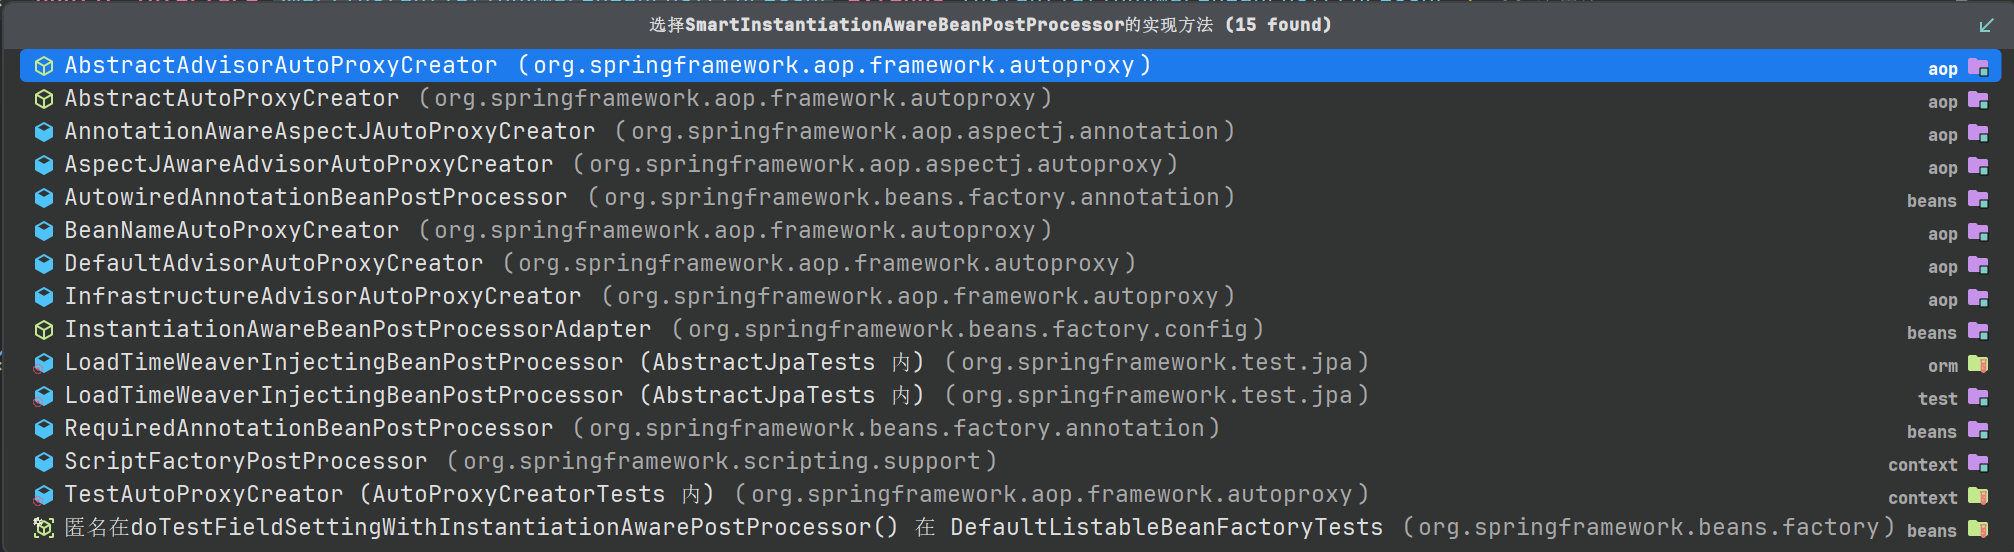 选择SmartInstantiationAwareBeanPostProcessor的实现方法 (15 found)
AbstractAdvisorAutoProxyCreator (org.springframework.aop.framework.autoproxy) aop
AbstractAutoProxyCreator (org.springframework.aop.framework.autoproxy) aop
AnnotationAwareAspectJAutoProxyCreator (org.springframework.aop.aspectj.annotation) aop
AspectJAwareAdvisorAutoProxyCreator (org.springframework.aop.aspectj.autoproxy) aop
AutowiredAnnotationBeanPostProcessor (org.springframework.beans.factory.annotation) beans
BeanNameAutoProxyCreator (org.springframework.aop.framework.autoproxy) aop
DefaultAdvisorAutoProxyCreator (org.springframework.aop.framework.autoproxy) aop
InfrastructureAdvisorAutoProxyCreator (org.springframework.aop.framework.autoproxy) aop
InstantiationAwareBeanPostProcessorAdapter (org.springframework.beans.factory.config) beans
LoadTimeWeaverInjectingBeanPostProcessor (AbstractJpaTests 内) (org.springframework.test.jpa) orm
LoadTimeWeaverInjectingBeanPostProcessor (AbstractJpaTests 内) (org.springframework.test.jpa) test
RequiredAnnotationBeanPostProcessor (org.springframework.beans.factory.annotation) beans
ScriptFactoryPostProcessor (org.springframework.scripting.support) context
TestAutoProxyCreator (AutoProxyCreatorTests 内) (org.springframework.aop.framework.autoproxy) context
匿名在doTestFieldSettingWithInstantiationAwarePostProcessor() 在 DefaultListableBeanFactoryTests (org.springframework.beans.factory) beans